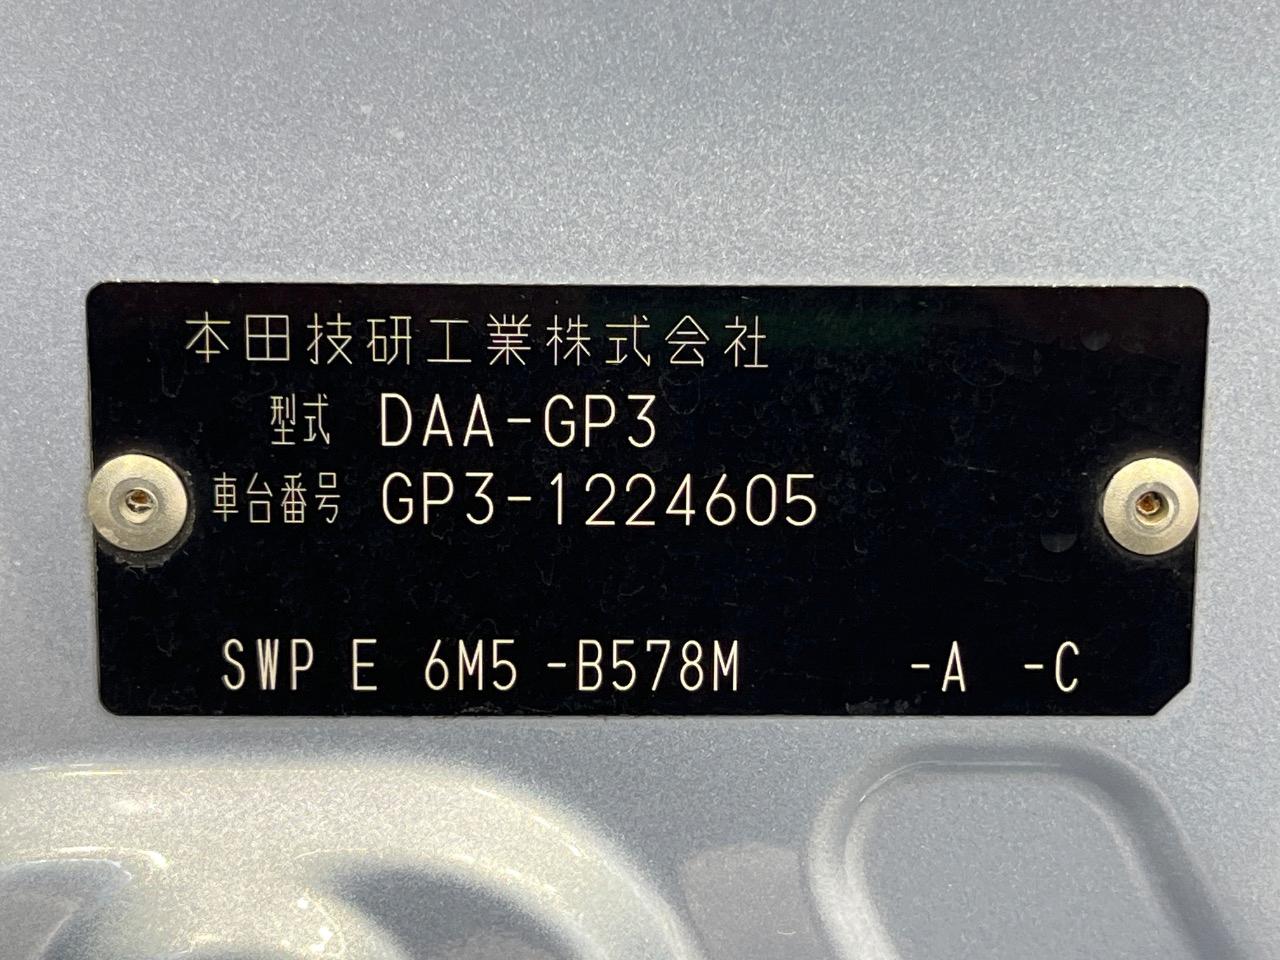 本田技研工業株式会社
型式 DAA-GP3
車台番号 GP3-1224605
SWP E 6M5 -B578M -A -C